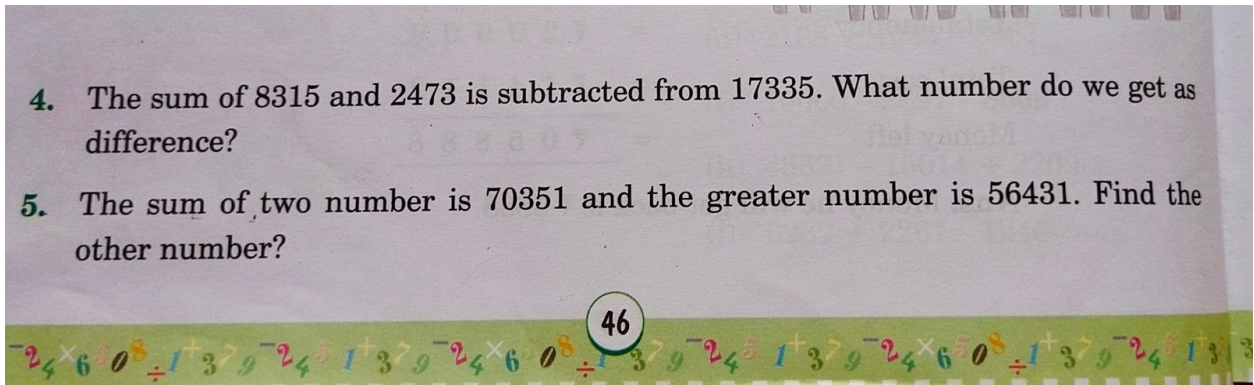 4. The sum of 8315 and 2473 is subtracted from 17335. What number do we get as
difference?
5. The sum of two number is 70351 and the greater number is 56431. Find the
other number?
46